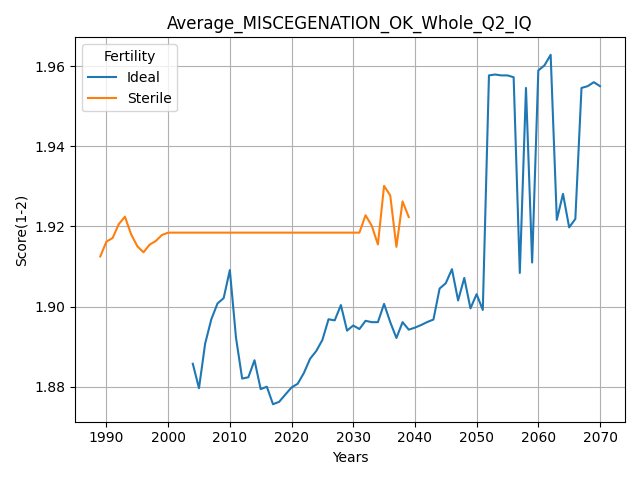 Average_MISCEGENATION_OK_Whole_Q2_IQ
Fertility
Ideal
Sterile
Score(1-2)
1.96
1.94
1.92
1.90
1.88
1990 2000 2010 2020 2030 2040 2050 2060 2070
Years